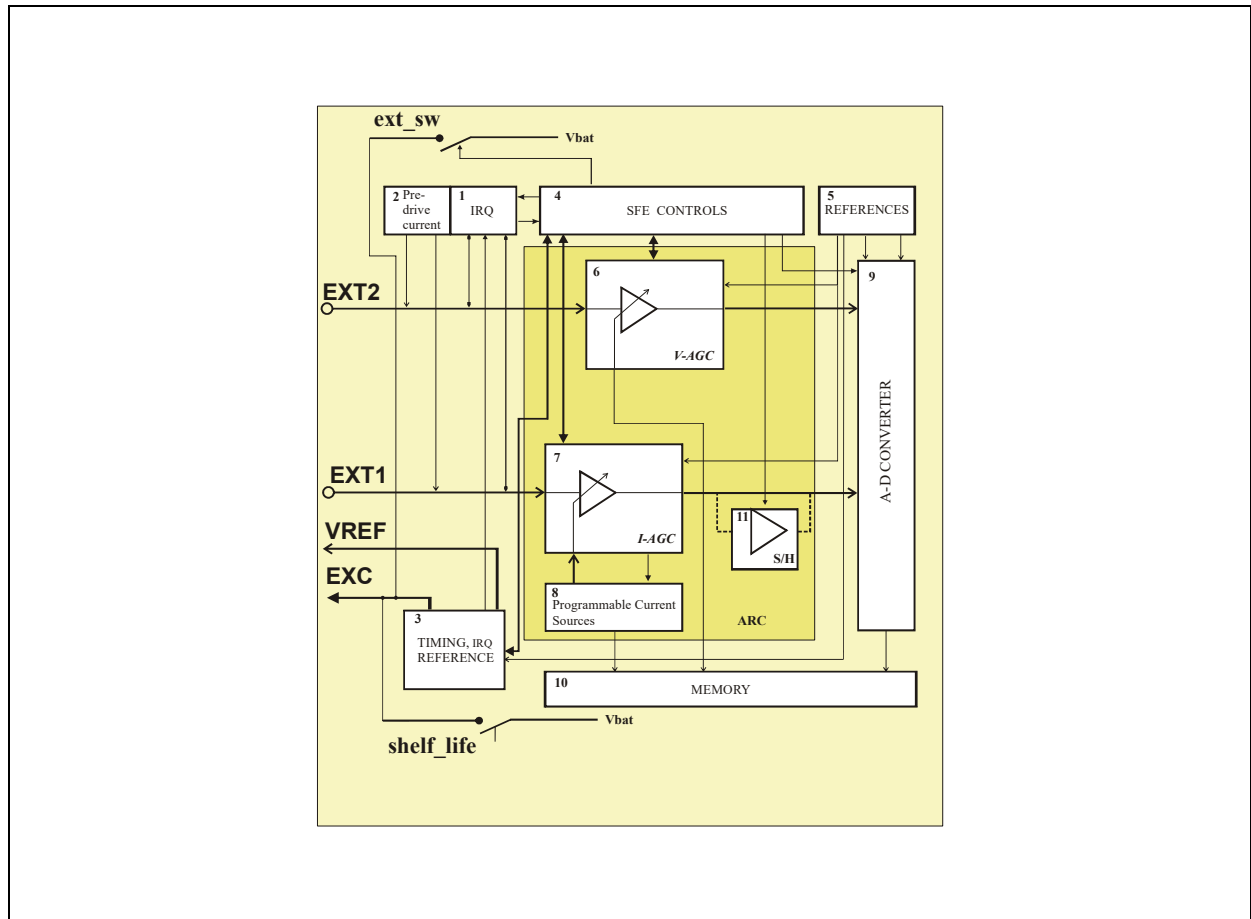 ext_sw
Vbat
2 Pre-
drive
current
1
IRQ
4
SFE CONTROLS
5
REFERENCES
6
V-AGC
9
A-D CONVERTER
EXT2
EXT1
7
I-AGC
11
S/H
VREF
EXC
8
Programmable Current
Sources
ARC
3
TIMING, IRQ
REFERENCE
10
MEMORY
Vbat
shelf_life